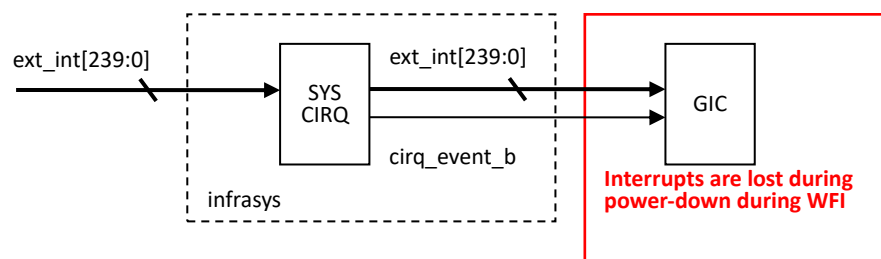 ext_int[239:0]
SYS
CIRQ
ext_int[239:0]
cirq_event_b
infrasys
GIC
Interrupts are lost during
power-down during WFI